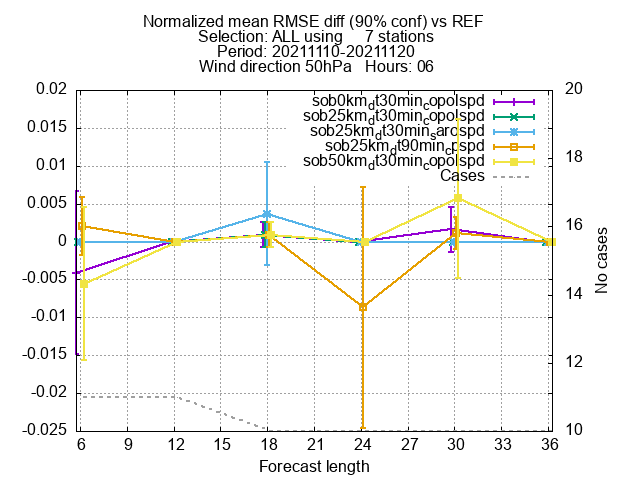 Normalized mean RMSE diff (90% conf) vs REF
Selection: ALL using 7 stations
Period: 20211110-20211120
Wind direction 50hPa Hours: 06
0.02
0.015
0.01
0.005
0
-0.005
-0.01
-0.015
-0.02
-0.025
20
18
16
14
12
10
No cases
sob0km_dt30min_copolspd
sob25km_dt30min_copolspd
sob25km_dt30min_sarospd
sob25km_dt90min_cpspd
sob50km_dt30min_copolspd
Cases
6 9 12 15 18 21 24 27 30 33 36
Forecast length